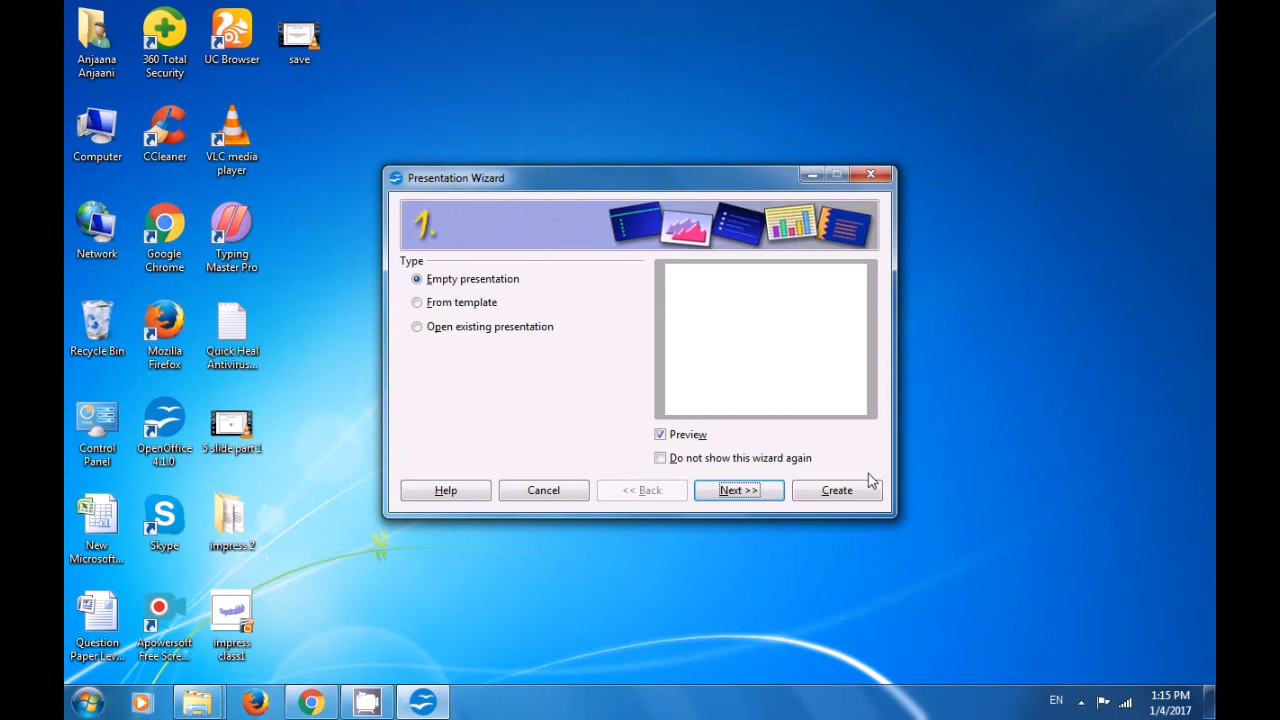 Anjaana
Anjaani
360 Total
Security
UC Browser
save
Computer
CCleaner
VLC media
player
Network
Google
Chrome
Typing
Master Pro
Recycle Bin
Mozilla
Firefox
Quick Heal
Antivirus...
Control
Panel
OpenOffice
4.1.0
5 slide part 1
New
Microsoft...
Skype
impress 2
Question
Paper Lev...
Apowersoft
Free Scre...
impress
class1
Presentation Wizard
1.
Type
Empty presentation
From template
Open existing presentation
Preview
Do not show this wizard again
Help
Cancel
<< Back
Next >>
Create
EN
1:15 PM
1/4/2017